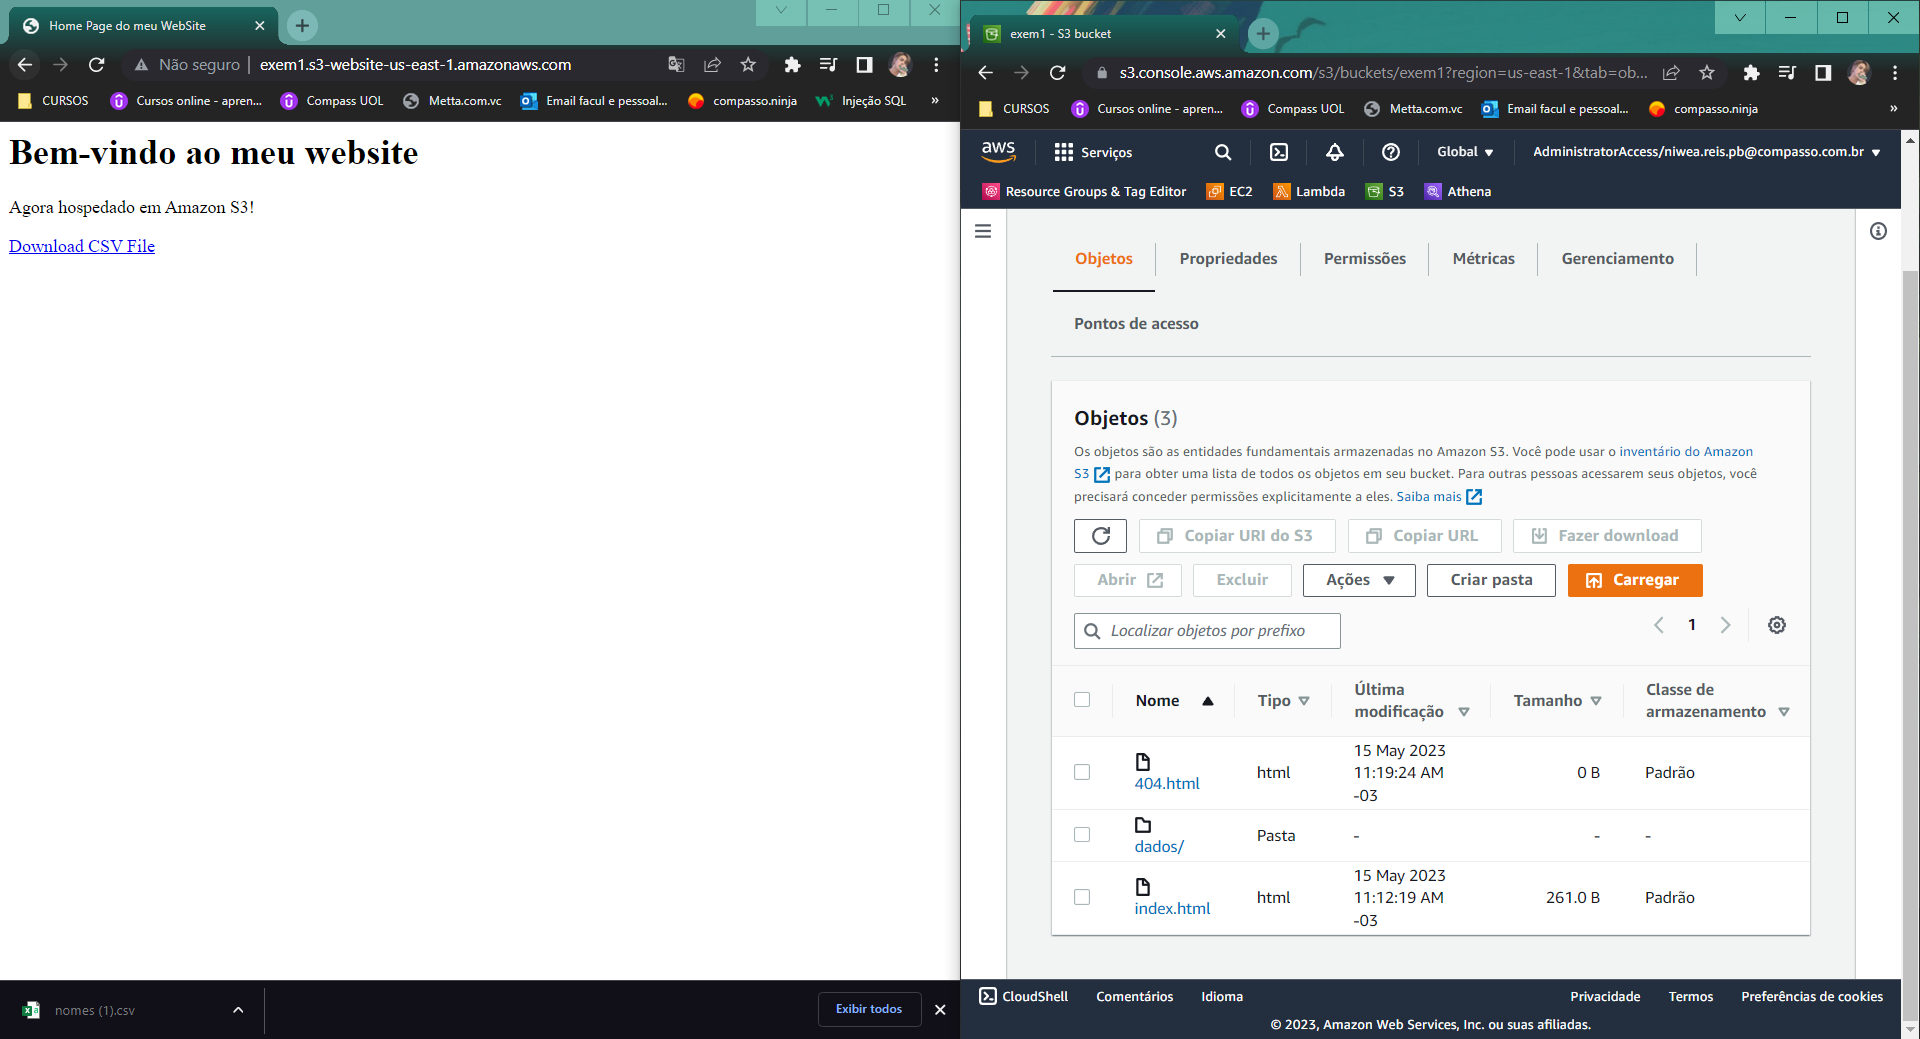 Home Page do meu WebSite
Não seguro
exem1.s3-website-us-east-1.amazonaws.com
CURSOS
Cursos online - apren...
Compass UOL
Metta.com.vc
Email facul e pessoal...
compasso.ninja
Injeção SQL
»
Bem-vindo ao meu website
Agora hospedado em Amazon S3!
Download CSV File
nomes (1).csv
Exibir todos
exem1 - S3 bucket
s3.console.aws.amazon.com/s3/buckets/exem1?region=us-east-1&tab=ob...
CURSOS
Cursos online - apren...
Compass UOL
Metta.com.vc
Email facul e pessoal...
compasso.ninja
»
aws
Serviços
Global
AdministratorAccess/niwea.reis.pb@compasso.com.br
Resource Groups & Tag Editor
EC2
Lambda
S3
Athena
Objetos
Propriedades
Permissões
Métricas
Gerenciamento
Pontos de acesso
Objetos (3)
Os objetos são as entidades fundamentais armazenadas no Amazon S3. Você pode usar o inventário do Amazon
S3 para obter uma lista de todos os objetos em seu bucket. Para outras pessoas acessarem seus objetos, você
precisará conceder permissões explicitamente a eles. Saiba mais
Copiar URI do S3
Copiar URL
Fazer download
Abrir
Excluir
Ações
Criar pasta
Carregar
Localizar objetos por prefixo
1
Nome
Tipo
Última
modificação
Tamanho
Classe de
armazenamento
404.html
html
15 May 2023
11:19:24 AM
-03
0 B
Padrão
dados/
Pasta
-
-
-
index.html
html
15 May 2023
11:12:19 AM
-03
261.0 B
Padrão
CloudShell
Comentários
Idioma
Privacidade
Termos
Preferências de cookies
© 2023, Amazon Web Services, Inc. ou suas afiliadas.